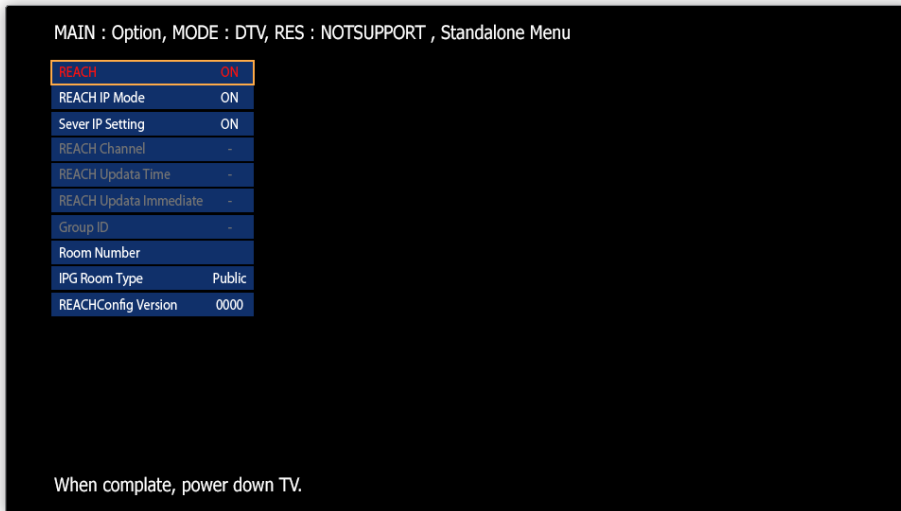 MAIN : Option, MODE : DTV, RES : NOTSUPPORT , Standalone Menu
REACH ON
REACH IP Mode ON
Sever IP Setting ON
REACH Channel -
REACH Updata Time -
REACH Updata Immediate -
Group ID -
Room Number
IPG Room Type Public
REACHConfig Version 0000
When complate, power down TV.